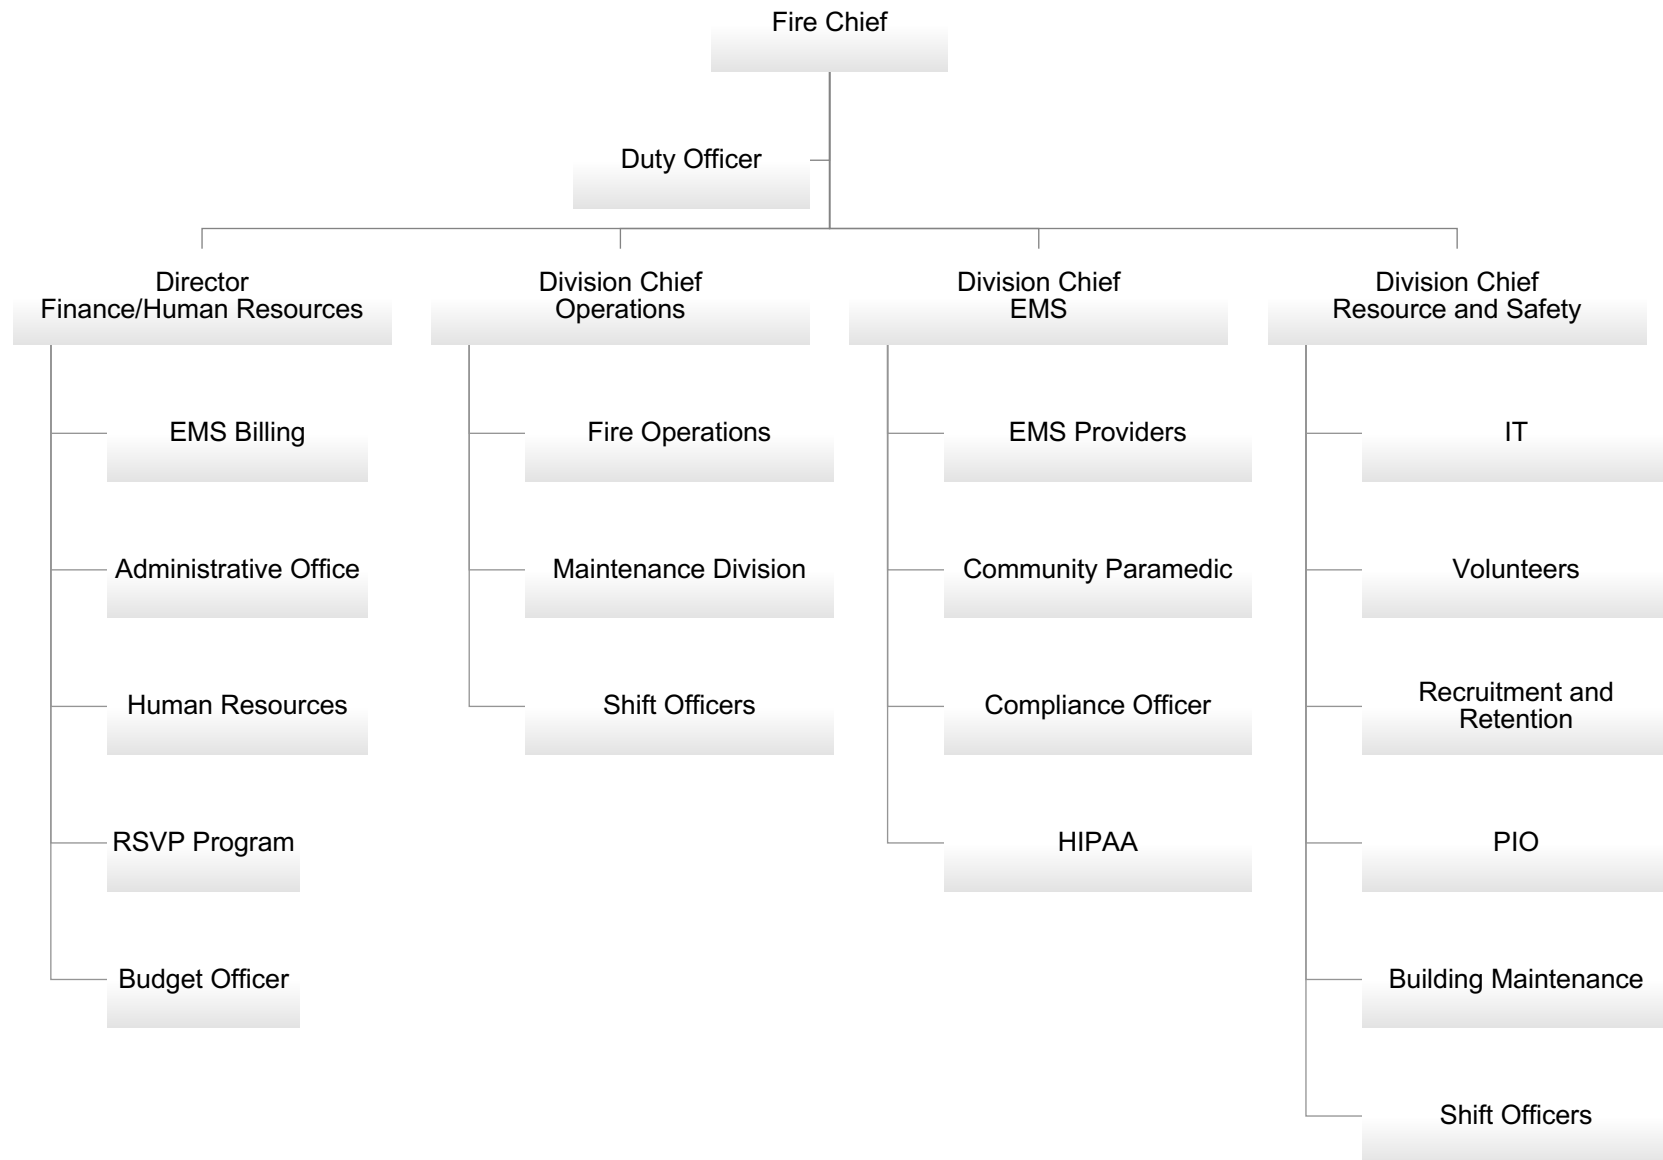 Fire Chief
Duty Officer
Director
Finance/Human Resources
Division Chief
Operations
Division Chief
EMS
Division Chief
Resource and Safety
EMS Billing
Administrative Office
Human Resources
RSVP Program
Budget Officer
Fire Operations
Maintenance Division
Shift Officers
EMS Providers
Community Paramedic
Compliance Officer
HIPAA
IT
Volunteers
Recruitment and
Retention
PIO
Building Maintenance
Shift Officers